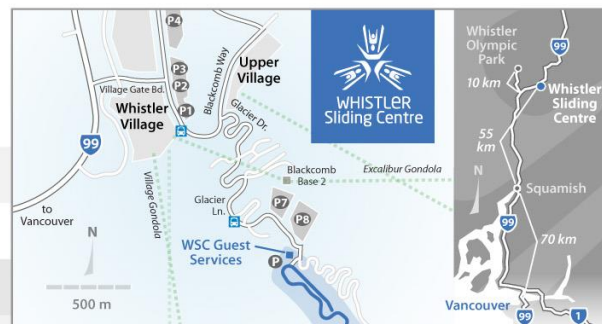 P4
P3
P2
P1
Village Gate Bd.
Blackcomb Way
Upper
Village
Whistler
Village
Glacier Dr.
99
to
Vancouver
Village Gondola
Glacier
Ln.
Blackcomb
Base 2
Excalibur Gondola
P7
P8
WSC Guest
Services
P
N
500 m
WHISTLER
Sliding Centre
99
Whistler
Olympic
Park
10 km
Whistler
Sliding
Centre
55
km
N
Squamish
99
70 km
Vancouver
99
1